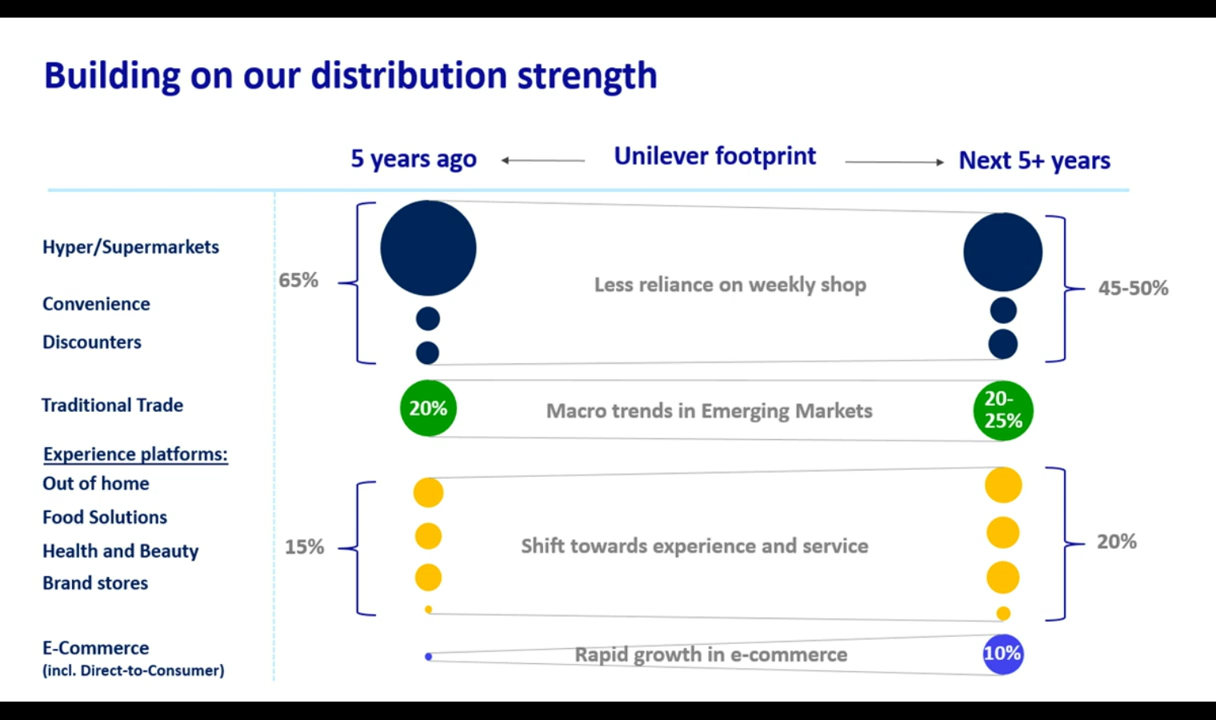 Building on our distribution strength
5 years ago
Unilever footprint
Next 5+ years
Hyper/Supermarkets
Convenience
Discounters
65%
Less reliance on weekly shop
45-50%
Traditional Trade
20%
Macro trends in Emerging Markets
20-
25%
Experience platforms:
Out of home
Food Solutions
Health and Beauty
Brand stores
15%
Shift towards experience and service
20%
E-Commerce
(incl. Direct-to-Consumer)
Rapid growth in e-commerce
10%